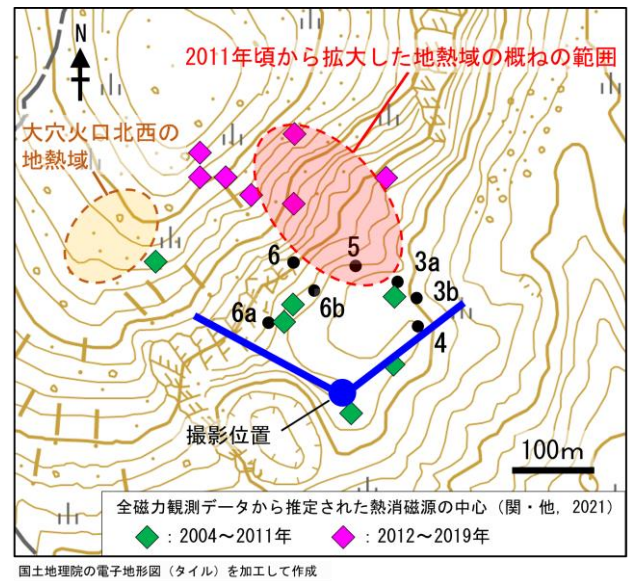 N
2011年頃から拡大した地熱域の概ねの範囲
大穴火口北西の
地熱域
6
5
3a
3b
6b
6a
4
撮影位置
100m
全磁力観測データから推定された熱消磁源の中心（関・他, 2021）
：2004～2011年
：2012～2019年
国土地理院の電子地形図（タイル）を加工して作成